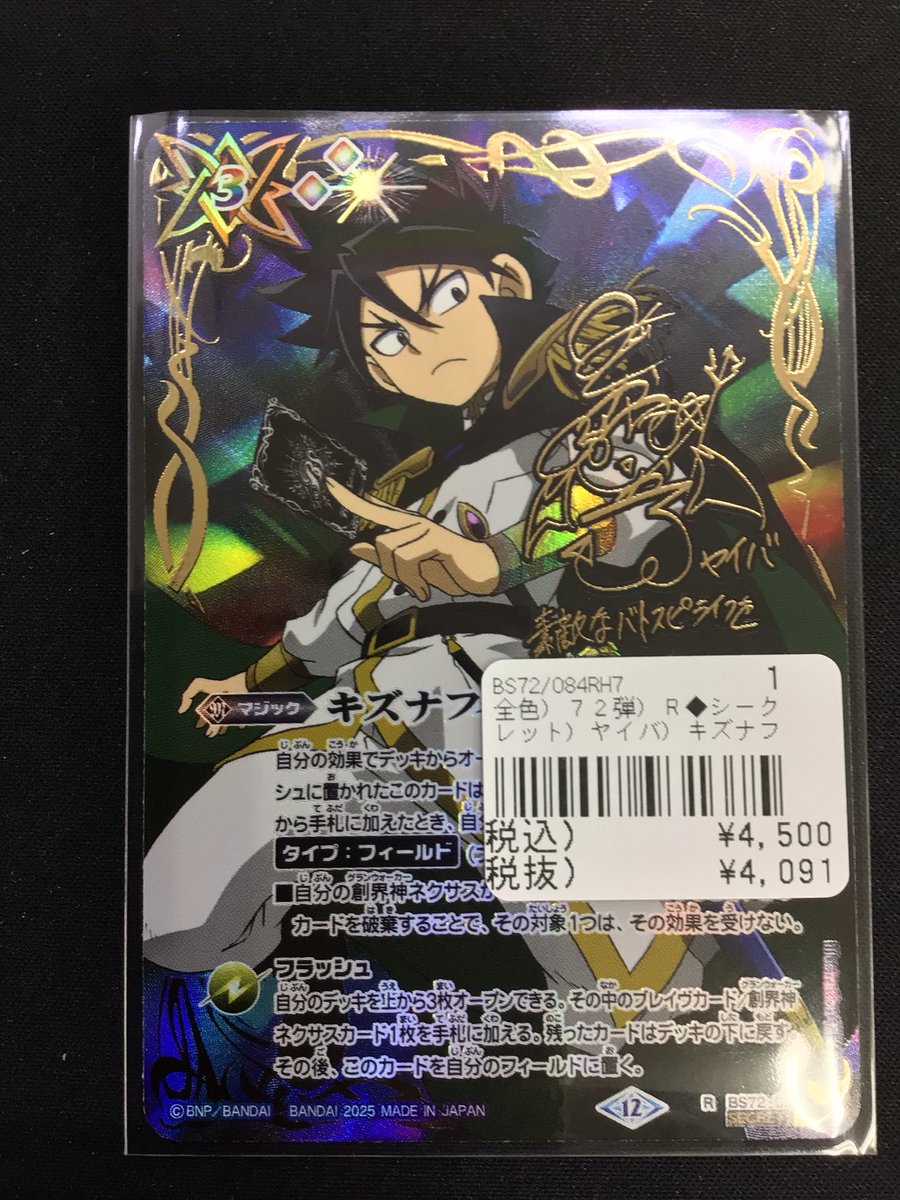 3
ヤイバ
素敵なバトスピライフを
マジック キズナフ
BS72/084RH7 1
全色) 72弾) R◆シーク
レット) ヤイバ) キズナフ
税込) ¥4,500
税抜) ¥4,091
自分の効果でデッキからオー
シュに置かれたこのカードは
から手札に加えたとき、自分
タイプ：フィールド
■自分の創界神ネクサスが
カードを破棄することで、その対象1つは、その効果を受けない。
フラッシュ
自分のデッキを上から3枚オープンできる。その中のブレイヴカード/創界神
ネクサスカード1枚を手札に加える。残ったカードはデッキの下に戻す。
その後、このカードを自分のフィールドに置く。
©BNP/BANDAI BANDAI 2025 MADE IN JAPAN
12 R BS72
SECRET